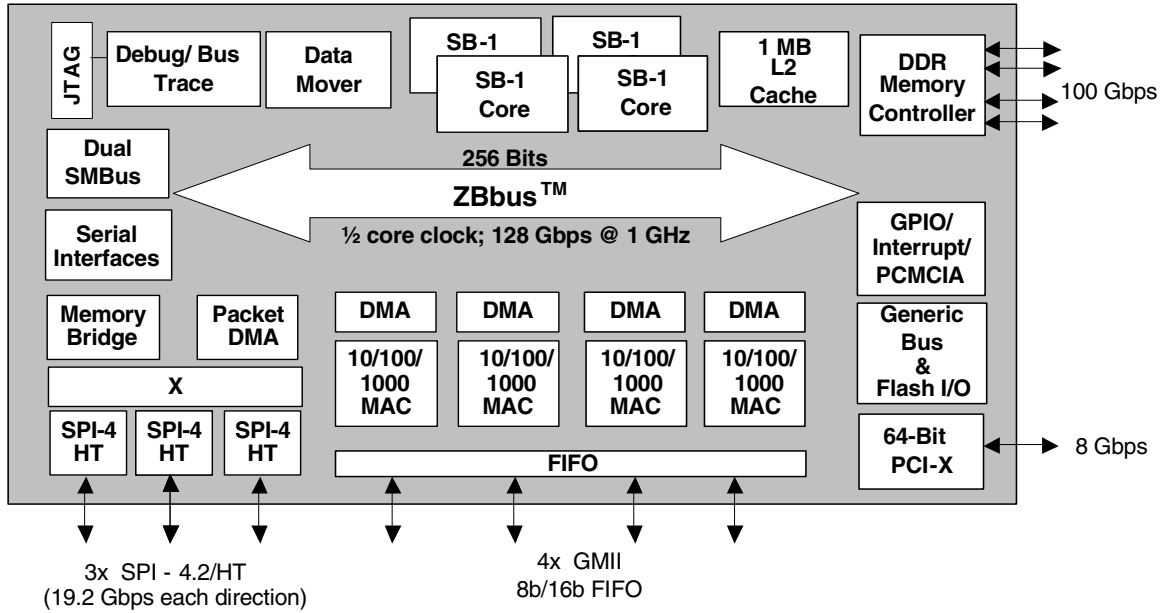 JTAG
Debug/ Bus
Trace
Data
Mover
SB-1
SB-1
SB-1
Core
SB-1
Core
1 MB
L2
Cache
DDR
Memory
Controller
100 Gbps
Dual
SMBus
256 Bits
ZBbus™
½ core clock; 128 Gbps @ 1 GHz
Serial
Interfaces
GPIO/
Interrupt/
PCMCIA
Memory
Bridge
Packet
DMA
DMA
DMA
DMA
DMA
Generic
Bus
&
Flash I/O
10/100/
1000
MAC
10/100/
1000
MAC
10/100/
1000
MAC
10/100/
1000
MAC
X
SPI-4
HT
SPI-4
HT
SPI-4
HT
FIFO
64-Bit
PCI-X
8 Gbps
3x SPI - 4.2/HT
(19.2 Gbps each direction)
4x GMII
8b/16b FIFO